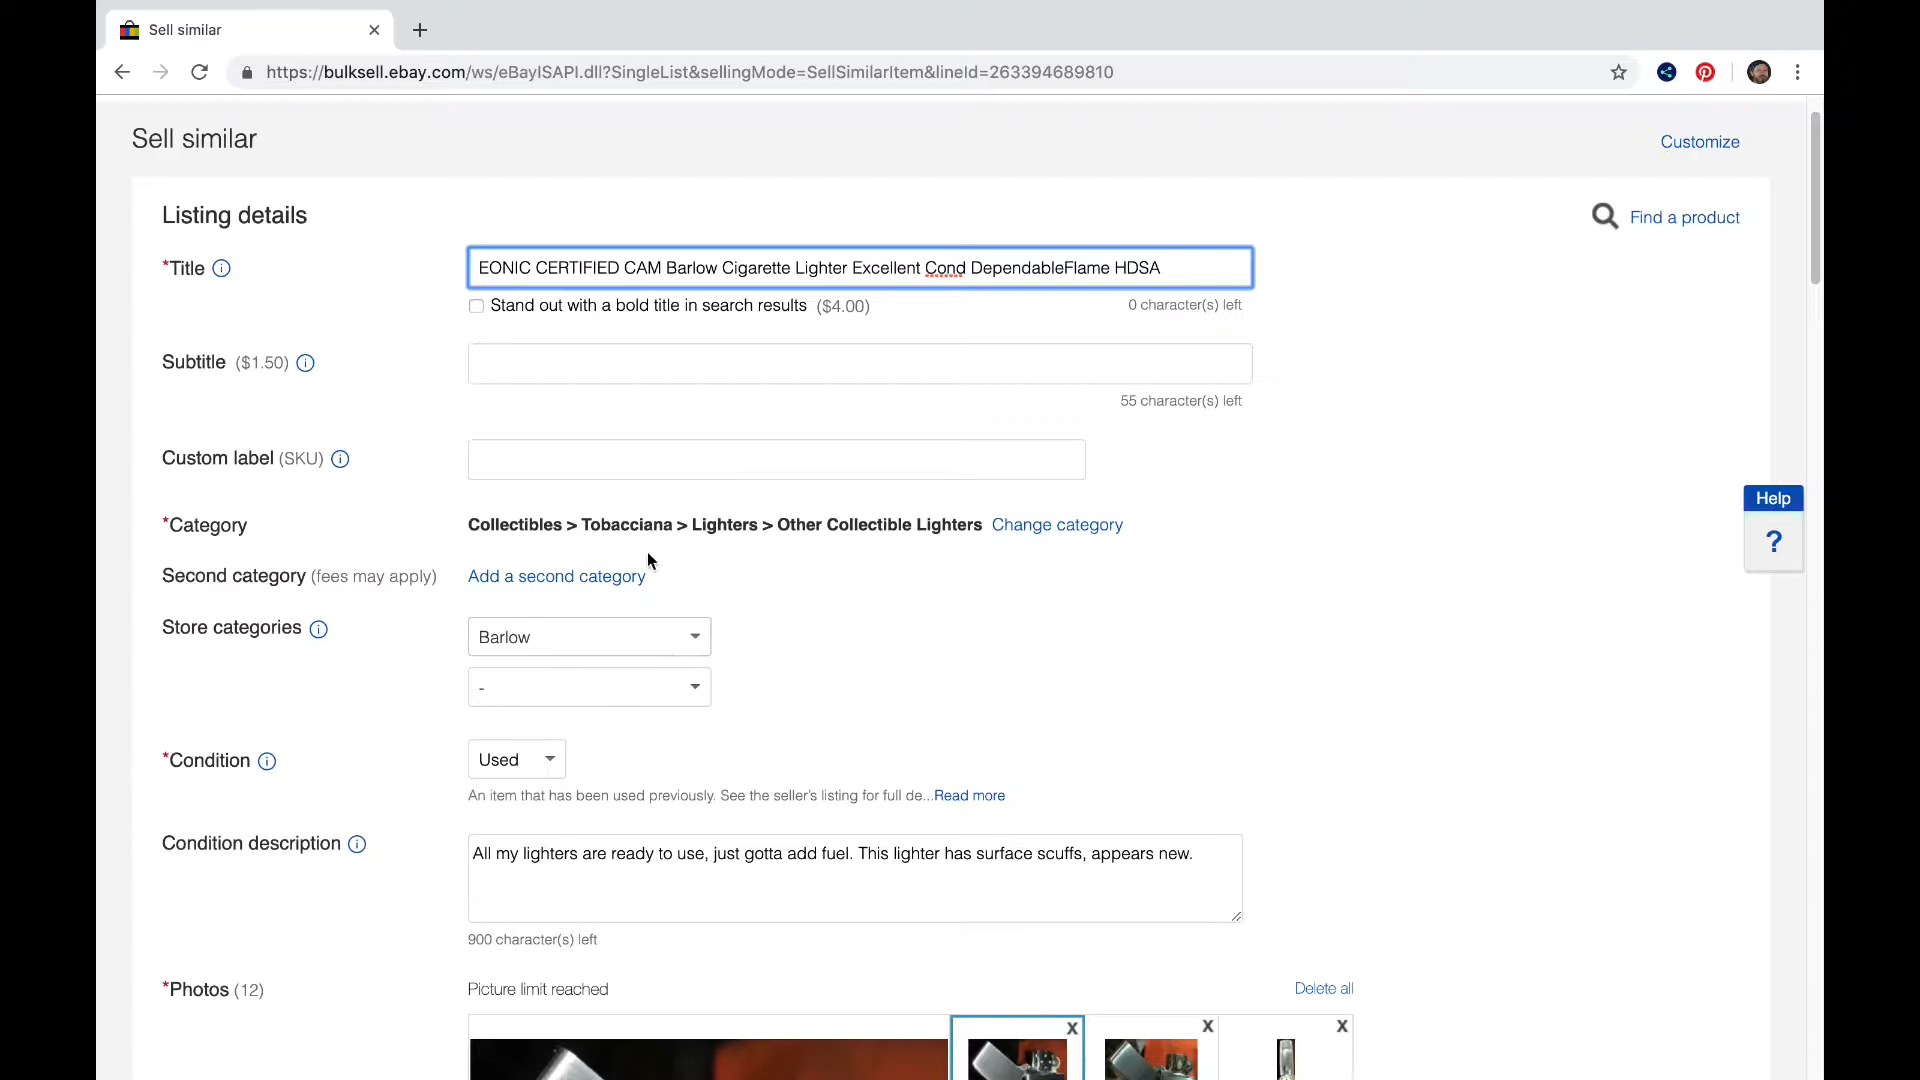 Sell similar
https://bulksell.ebay.com/ws/eBayISAPI.dll?SingleList&sellingMode=SellSimilarItem&lineId=263394689810
Sell similar
Customize
Listing details
Find a product
*Title
EONIC CERTIFIED CAM Barlow Cigarette Lighter Excellent Cond DependableFlame HDSA
Stand out with a bold title in search results ($4.00)
0 character(s) left
Subtitle ($1.50)
55 character(s) left
Custom label (SKU)
Help
?
*Category
Collectibles > Tobacciana > Lighters > Other Collectible Lighters Change category
Second category (fees may apply)
Add a second category
Store categories
Barlow
-
*Condition
Used
An item that has been used previously. See the seller's listing for full de...Read more
Condition description
All my lighters are ready to use, just gotta add fuel. This lighter has surface scuffs, appears new.
900 character(s) left
*Photos (12)
Picture limit reached
Delete all
X
X
X